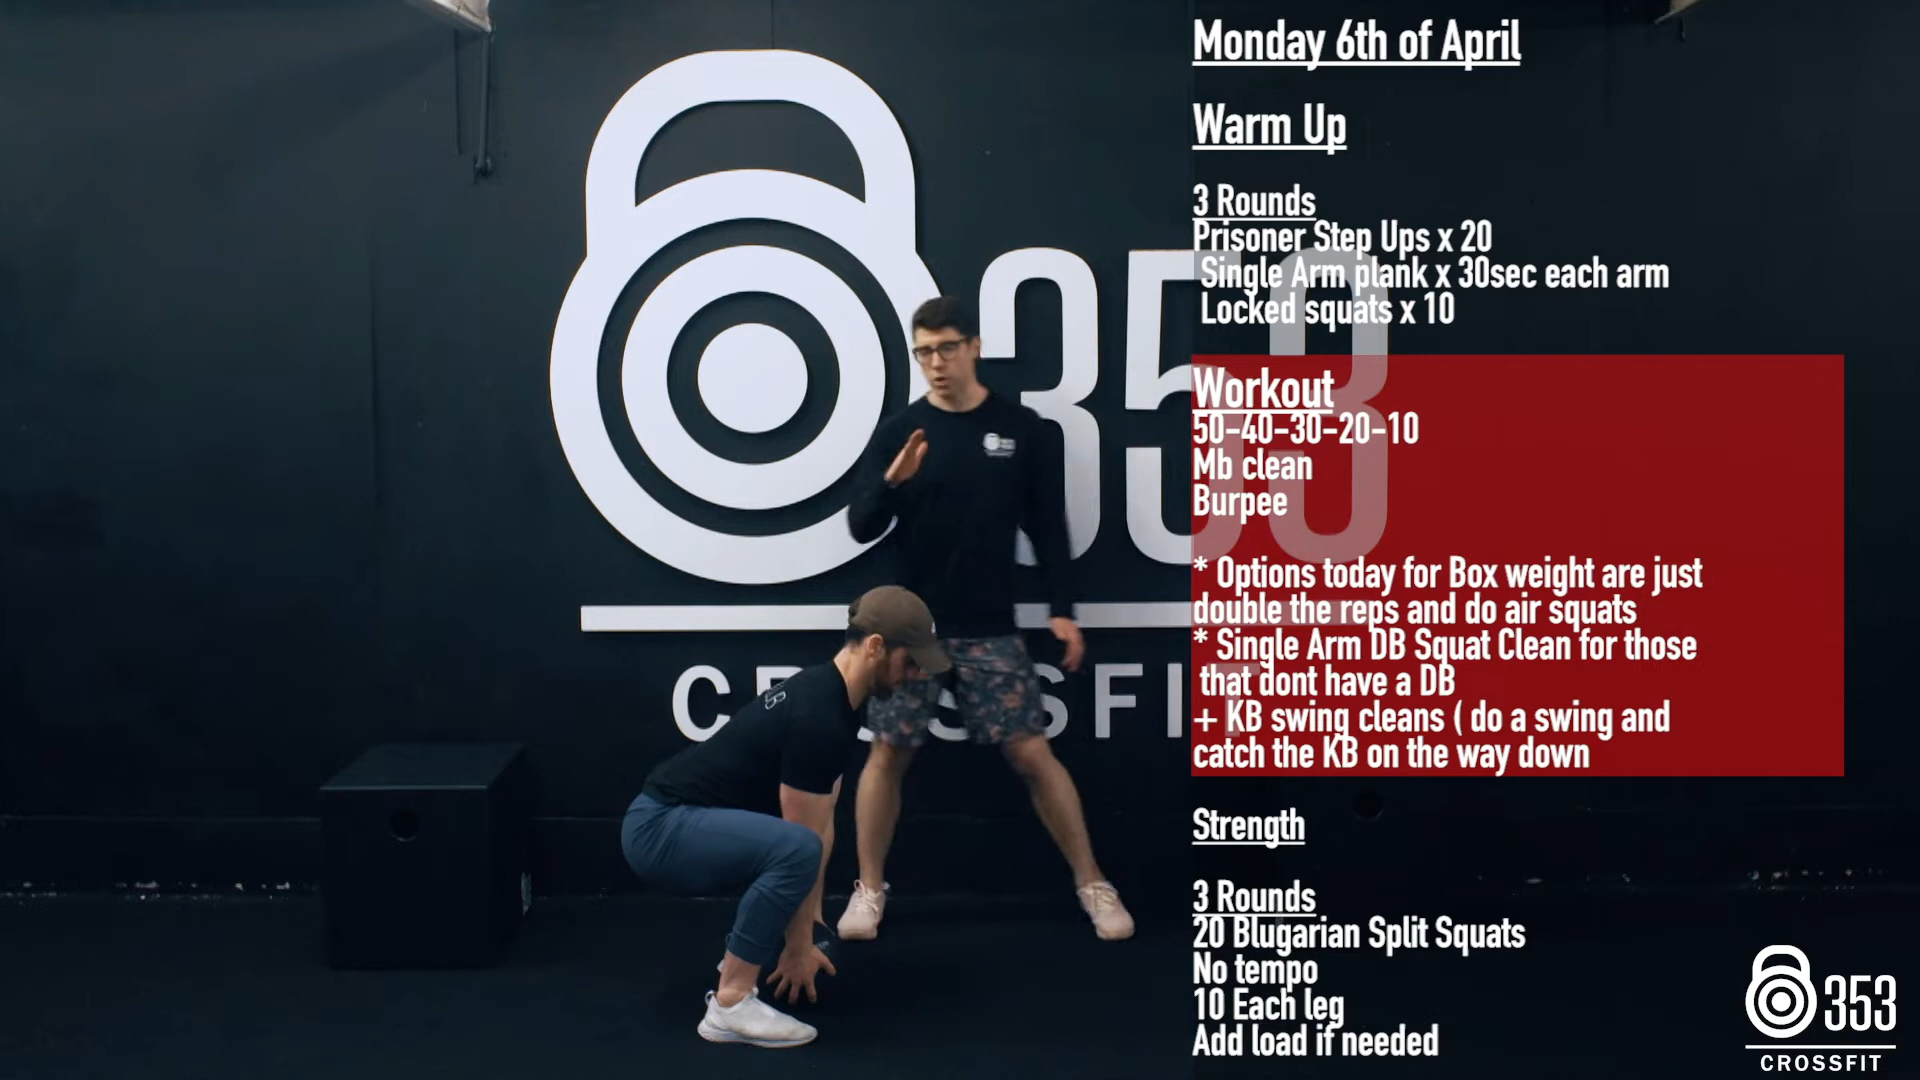 Monday 6th of April
Warm Up
3 Rounds
Prisoner Step Ups x 20
Single Arm plank x 30sec each arm
Locked squats x 10
Workout
50-40-30-20-10
Mb clean
Burpee
* Options today for Box weight are just
double the reps and do air squats
* Single Arm DB Squat Clean for those
that dont have a DB
+ KB swing cleans ( do a swing and
catch the KB on the way down
Strength
3 Rounds
20 Blugarian Split Squats
No tempo
10 Each leg
Add load if needed
353
CROSSFIT
353
CROSSFIT